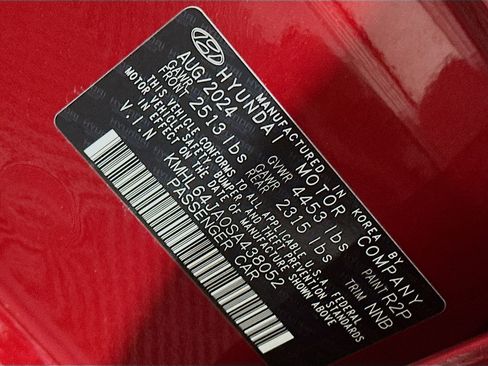 MANUFACTURED IN KOREA BY
HYUNDAI MOTOR COMPANY
AUG/2024 GVWR 4453 lbs PAINT R2P
GAWR FRONT 2513 lbs GAWR REAR 2315 lbs TRIM NNB
THIS VEHICLE CONFORMS TO ALL APPLICABLE U.S.A. FEDERAL
MOTOR VEHICLE SAFETY, BUMPER AND THEFT PREVENTION STANDARDS
IN EFFECT ON THE DATE OF MANUFACTURE SHOWN ABOVE.
V.I.N KMHL64JA0SA438052
PASSENGER CAR